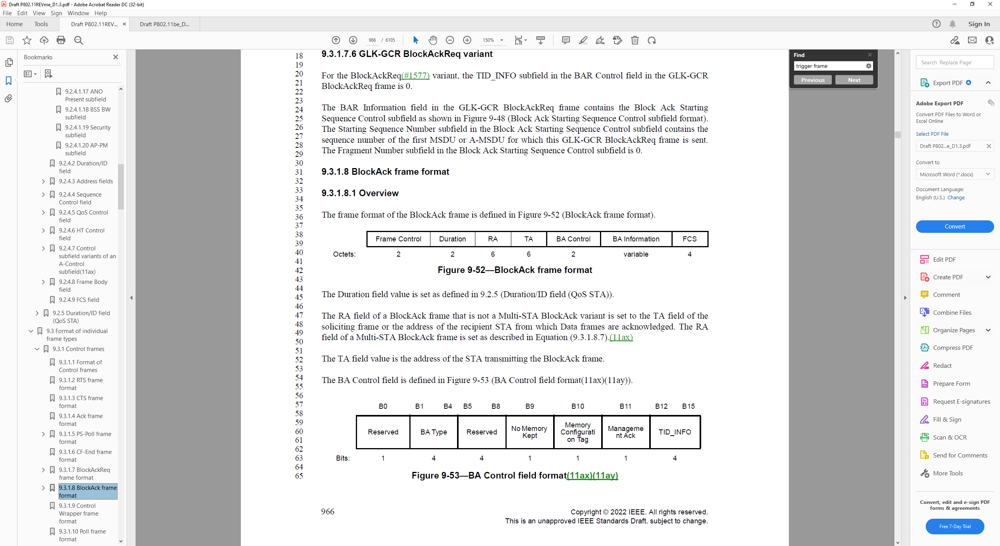 Draft P802.11REVme_D1.3.pdf - Adobe Acrobat Reader DC (32-bit)
File Edit View Sign Window Help
Home Tools Draft P802.11REV... × Draft P802.11be_D... Sign In
966 / 6105 150%
Bookmarks
9.2.4.1.17 ANO
Present subfield
9.2.4.1.18 BSS BW
subfield
9.2.4.1.19 Security
subfield
9.2.4.1.20 AP-PM
subfield
9.2.4.2 Duration/ID
field
9.2.4.3 Address fields
9.2.4.4 Sequence
Control field
9.2.4.5 QoS Control
field
9.2.4.6 HT Control
field
9.2.4.7 Control
subfield variants of an
A-Control
subfield(11ax)
9.2.4.8 Frame Body
field
9.2.4.9 FCS field
9.2.5 Duration/ID field
(QoS STA)
9.3 Format of individual
frame types
9.3.1 Control frames
9.3.1.1 Format of
Control frames
9.3.1.2 RTS frame
format
9.3.1.3 CTS frame
format
9.3.1.4 Ack frame
format
9.3.1.5 PS-Poll frame
format
9.3.1.6 CF-End frame
format
9.3.1.7 BlockAckReq
frame format
9.3.1.8 BlockAck frame
format
9.3.1.9 Control
Wrapper frame
format
9.3.1.10 Poll frame
format
18
19
20
21
22
23
24
25
26
27
28
29
30
31
32
33
34
35
36
37
38
39
40
41
42
43
44
45
46
47
48
49
50
51
52
53
54
55
56
57
58
59
60
61
62
63
64
65
9.3.1.7.6 GLK-GCR BlockAckReq variant
For the BlockAckReq(#1577) variant, the TID_INFO subfield in the BAR Control field in the GLK-GCR
BlockAckReq frame is 0.
The BAR Information field in the GLK-GCR BlockAckReq frame contains the Block Ack Starting
Sequence Control subfield as shown in Figure 9-48 (Block Ack Starting Sequence Control subfield format).
The Starting Sequence Number subfield in the Block Ack Starting Sequence Control subfield contains the
sequence number of the first MSDU or A-MSDU for which this GLK-GCR BlockAckReq frame is sent.
The Fragment Number subfield in the Block Ack Starting Sequence Control subfield is 0.
9.3.1.8 BlockAck frame format
9.3.1.8.1 Overview
The frame format of the BlockAck frame is defined in Figure 9-52 (BlockAck frame format).
Frame Control Duration RA TA BA Control BA Information FCS
Octets: 2 2 6 6 2 variable 4
Figure 9-52—BlockAck frame format
The Duration field value is set as defined in 9.2.5 (Duration/ID field (QoS STA)).
The RA field of a BlockAck frame that is not a Multi-STA BlockAck variant is set to the TA field of the
soliciting frame or the address of the recipient STA from which Data frames are acknowledged. The RA
field of a Multi-STA BlockAck frame is set as described in Equation (9.3.1.8.7).(11ax)
The TA field value is the address of the STA transmitting the BlockAck frame.
The BA Control field is defined in Figure 9-53 (BA Control field format(11ax)(11ay)).
B0 B1 B4 B5 B8 B9 B10 B11 B12 B15
Reserved BA Type Reserved No Memory Kept Memory Configurati on Tag Manageme nt Ack TID_INFO
Bits: 1 4 4 1 1 1 4
Figure 9-53—BA Control field format(11ax)(11ay)
966
Copyright © 2022 IEEE. All rights reserved.
This is an unapproved IEEE Standards Draft, subject to change.
Find
trigger frame
Previous Next
Search 'Replace Page'
Export PDF
Adobe Export PDF
Convert PDF Files to Word or
Excel Online
Select PDF File
Draft P802...e_D1.3.pdf
Convert to
Microsoft Word (*.docx)
Document Language:
English (U.S.) Change
Convert
Edit PDF
Create PDF
Comment
Combine Files
Organize Pages
Compress PDF
Redact
Prepare Form
Request E-signatures
Fill & Sign
Scan & OCR
Send for Comments
More Tools
Convert, edit and e-sign PDF
forms & agreements
Free 7-Day Trial